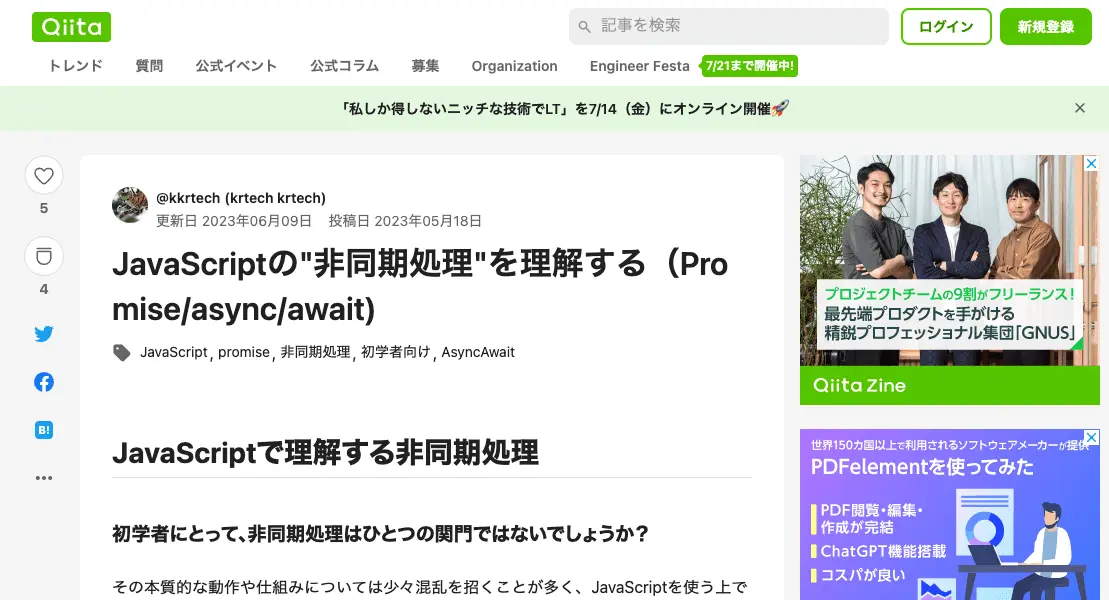 Qiita
記事を検索
ログイン
新規登録
トレンド 質問 公式イベント 公式コラム 募集 Organization Engineer Festa 7/21まで開催中!
「私しか得しないニッチな技術でLT」を7/14（金）にオンライン開催🚀
5
4
B!
@kkrtech (krtech krtech)
更新日 2023年06月09日 投稿日 2023年05月18日
JavaScriptの"非同期処理"を理解する（Pro
mise/async/await)
JavaScript, promise, 非同期処理, 初学者向け, AsyncAwait
JavaScriptで理解する非同期処理
初学者にとって、非同期処理はひとつの関門ではないでしょうか？
その本質的な動作や仕組みについては少々混乱を招くことが多く、JavaScriptを使う上で
プロジェクトチームの9割がフリーランス!
最先端プロダクトを手がける
精鋭プロフェッショナル集団「GNUS」
Qiita Zine
世界150カ国以上で利用されるソフトウェアメーカーが提供
PDFelementを使ってみた
PDF閲覧・編集・
作成が完結
ChatGPT機能搭載
コスパが良い